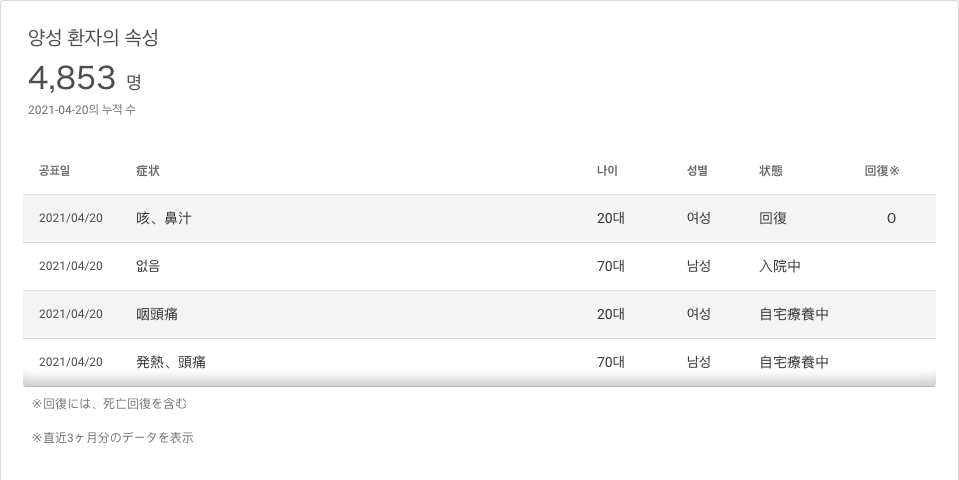 양성 환자의 속성
4,853 명
2021-04-20의 누적 수
공표일 症状 나이 성별 状態 回復※
2021/04/20 咳、鼻汁 20대 여성 回復 O
2021/04/20 없음 70대 남성 入院中
2021/04/20 咽頭痛 20대 여성 自宅療養中
2021/04/20 発熱、頭痛 70대 남성 自宅療養中
※回復には、死亡回復を含む
※直近3ヶ月分のデータを表示